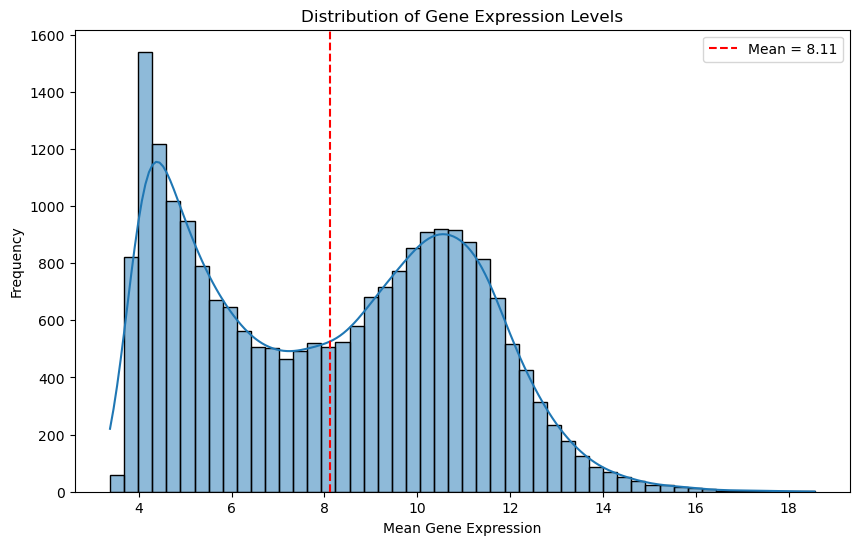 Distribution of Gene Expression Levels
Mean = 8.11
Frequency
1600
1400
1200
1000
800
600
400
200
0
4 6 8 10 12 14 16 18
Mean Gene Expression